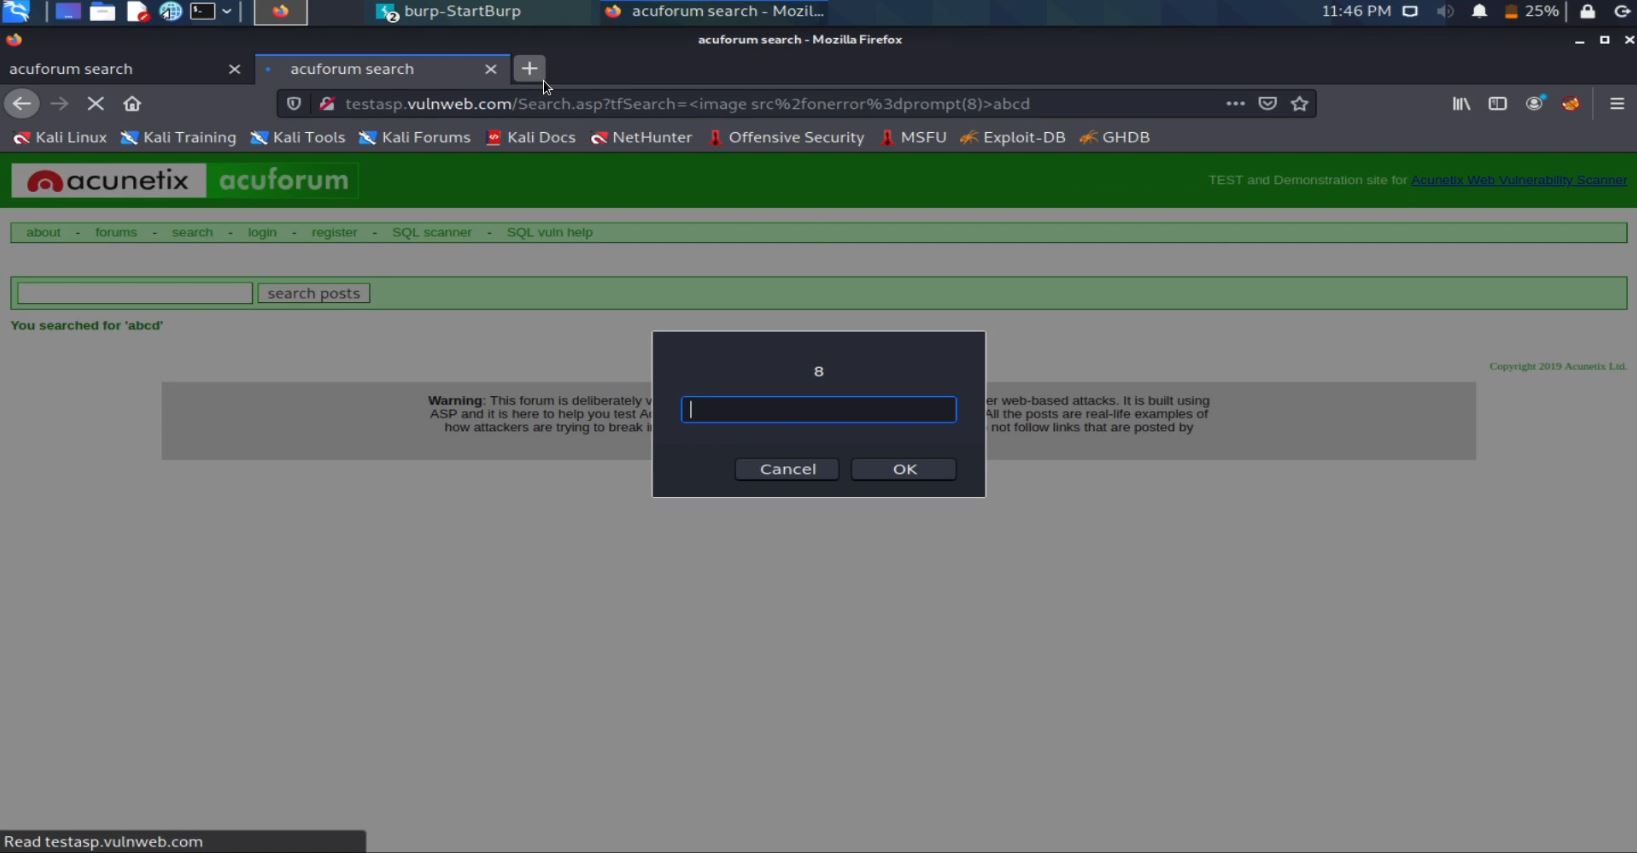 burp-StartBurp
acuforum search - Mozil...
11:46 PM
25%
acuforum search - Mozilla Firefox
acuforum search
acuforum search
testasp.vulnweb.com/Search.asp?tfSearch=<image src%2fonerror%3dprompt(8)>abcd
Kali Linux Kali Training Kali Tools Kali Forums Kali Docs NetHunter Offensive Security MSFU Exploit-DB GHDB
acunetix acuforum
TEST and Demonstration site for Acunetix Web Vulnerability Scanner
about - forums - search - login - register - SQL scanner - SQL vuln help
search posts
You searched for 'abcd'
8
Cancel OK
Copyright 2019 Acunetix Ltd.
Warning: This forum is deliberately v er web-based attacks. It is built using
ASP and it is here to help you test Ac All the posts are real-life examples of
how attackers are trying to break i not follow links that are posted by
Read testasp.vulnweb.com